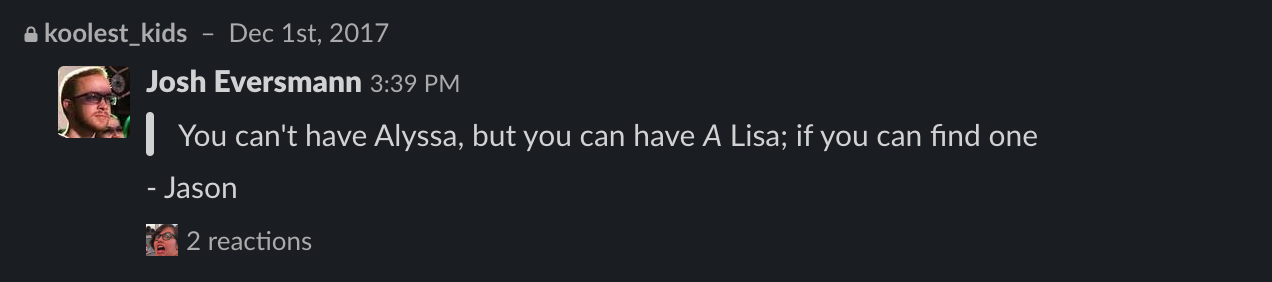 koolest_kids – Dec 1st, 2017
Josh Eversmann 3:39 PM
You can't have Alyssa, but you can have A Lisa; if you can find one
- Jason
2 reactions